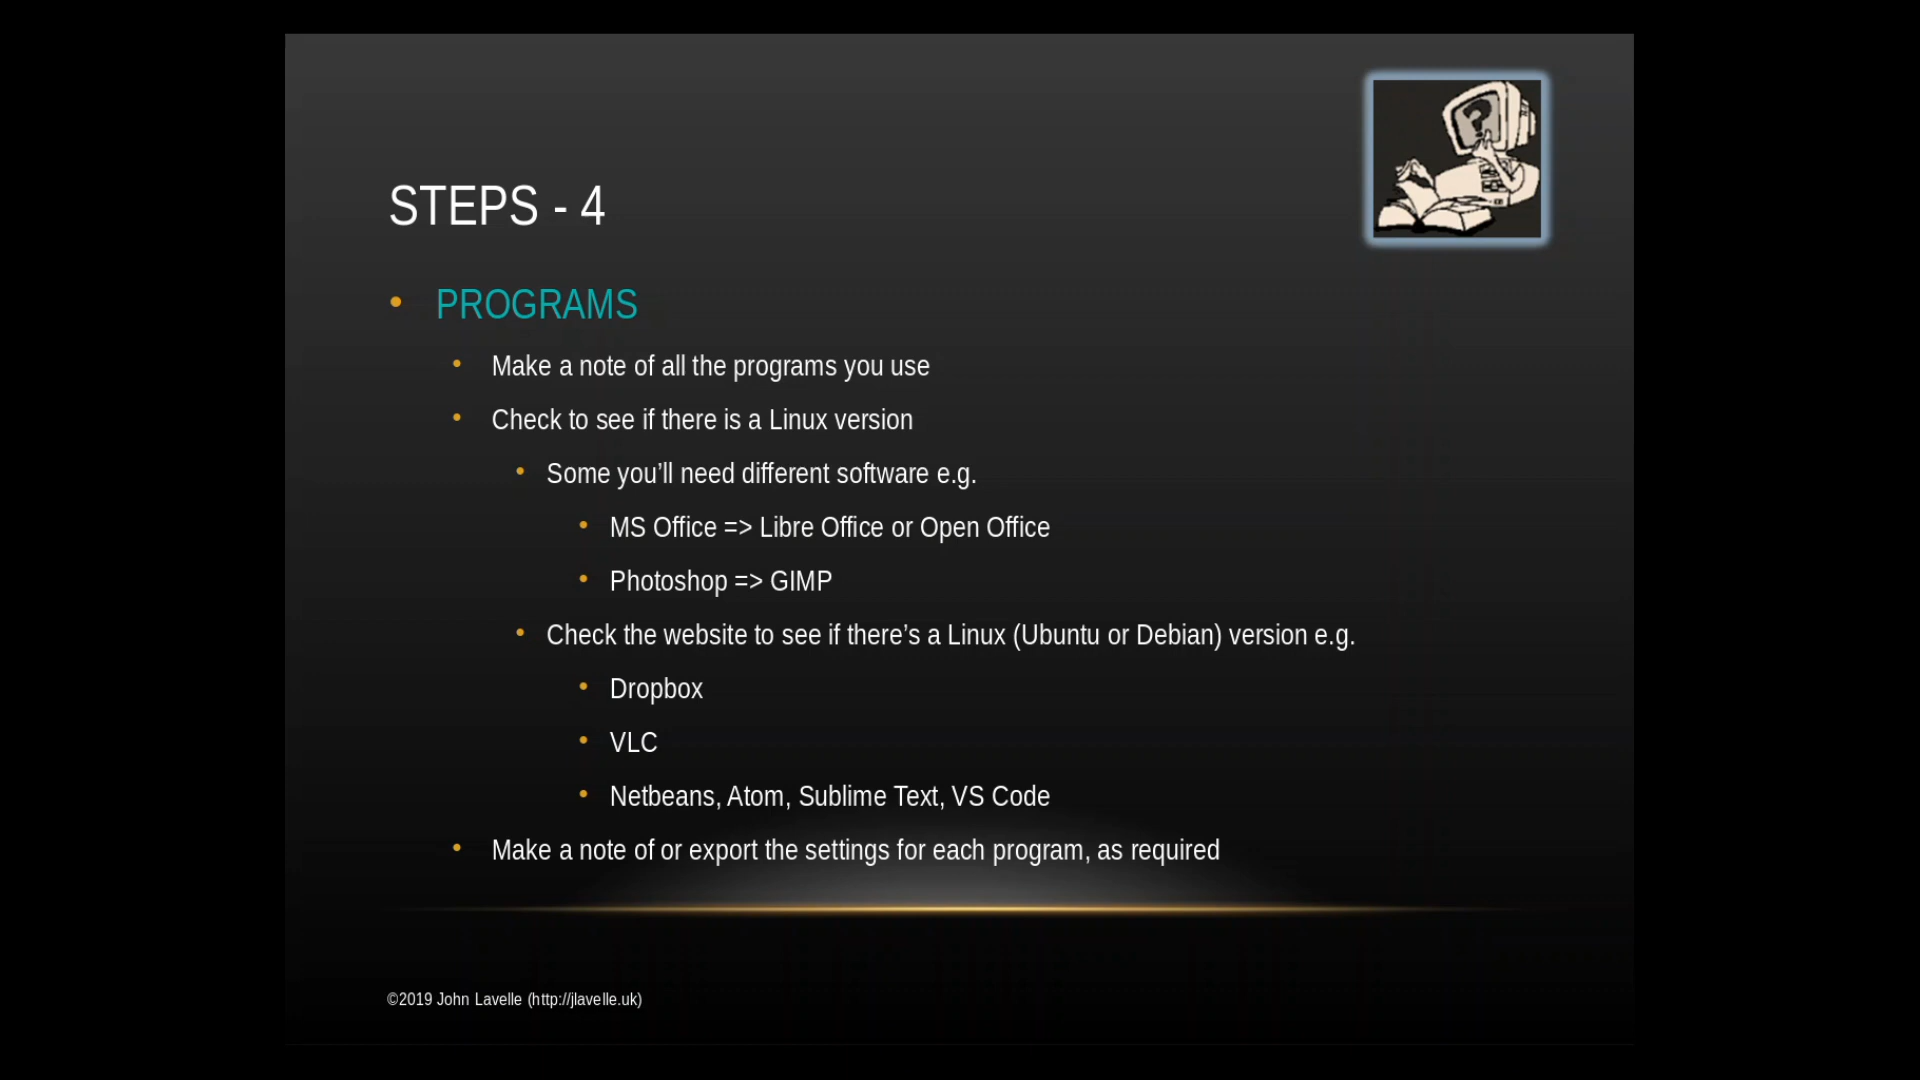 STEPS - 4
• PROGRAMS
• Make a note of all the programs you use
• Check to see if there is a Linux version
• Some you’ll need different software e.g.
• MS Office => Libre Office or Open Office
• Photoshop => GIMP
• Check the website to see if there’s a Linux (Ubuntu or Debian) version e.g.
• Dropbox
• VLC
• Netbeans, Atom, Sublime Text, VS Code
• Make a note of or export the settings for each program, as required
©2019 John Lavelle (http://jlavelle.uk)